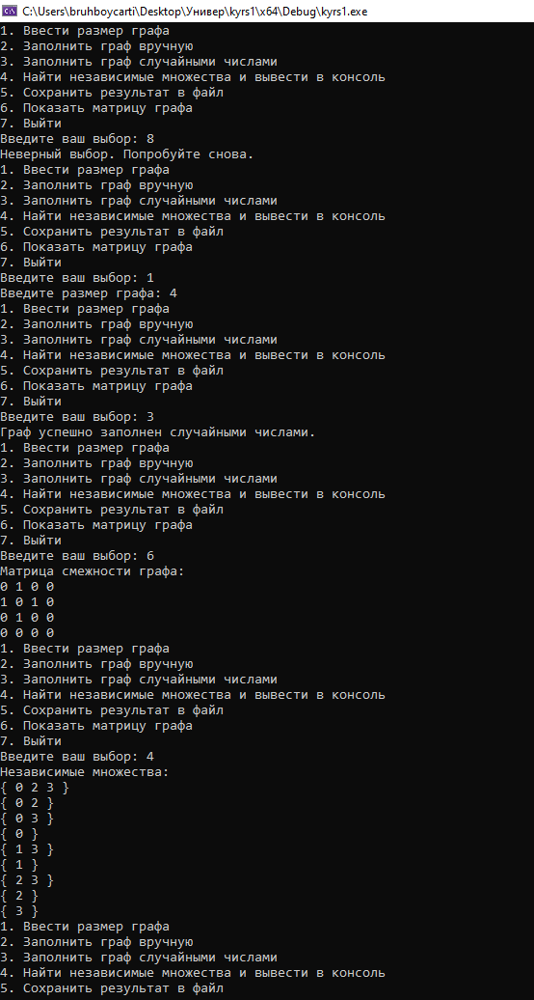 C:\Users\bruhboycarti\Desktop\Универ\kyrs1\x64\Debug\kyrs1.exe
1. Ввести размер графа
2. Заполнить граф вручную
3. Заполнить граф случайными числами
4. Найти независимые множества и вывести в консоль
5. Сохранить результат в файл
6. Показать матрицу графа
7. Выйти
Введите ваш выбор: 8
Неверный выбор. Попробуйте снова.
1. Ввести размер графа
2. Заполнить граф вручную
3. Заполнить граф случайными числами
4. Найти независимые множества и вывести в консоль
5. Сохранить результат в файл
6. Показать матрицу графа
7. Выйти
Введите ваш выбор: 1
Введите размер графа: 4
1. Ввести размер графа
2. Заполнить граф вручную
3. Заполнить граф случайными числами
4. Найти независимые множества и вывести в консоль
5. Сохранить результат в файл
6. Показать матрицу графа
7. Выйти
Введите ваш выбор: 3
Граф успешно заполнен случайными числами.
1. Ввести размер графа
2. Заполнить граф вручную
3. Заполнить граф случайными числами
4. Найти независимые множества и вывести в консоль
5. Сохранить результат в файл
6. Показать матрицу графа
7. Выйти
Введите ваш выбор: 6
Матрица смежности графа:
0 1 0 0
1 0 1 0
0 1 0 0
0 0 0 0
1. Ввести размер графа
2. Заполнить граф вручную
3. Заполнить граф случайными числами
4. Найти независимые множества и вывести в консоль
5. Сохранить результат в файл
6. Показать матрицу графа
7. Выйти
Введите ваш выбор: 4
Независимые множества:
{ 0 2 3 }
{ 0 2 }
{ 0 3 }
{ 0 }
{ 1 3 }
{ 1 }
{ 2 3 }
{ 2 }
{ 3 }
1. Ввести размер графа
2. Заполнить граф вручную
3. Заполнить граф случайными числами
4. Найти независимые множества и вывести в консоль
5. Сохранить результат в файл